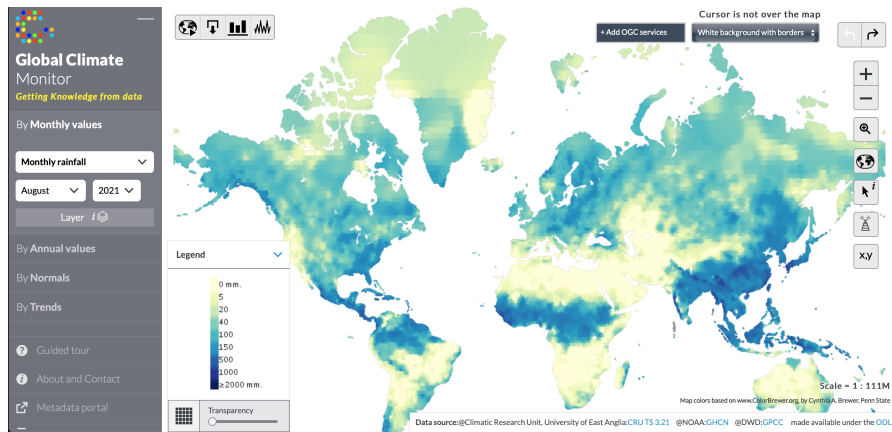 Cursor is not over the map
+ Add OGC services
White background with borders
Global Climate
Monitor
Getting Knowledge from data
By Monthly values
Monthly rainfall
August
2021
Layer i
By Annual values
By Normals
By Trends
Guided tour
About and Contact
Metadata portal
i
x,y
Legend
0 mm.
5
20
40
100
150
500
1000
≥2000 mm.
Transparency
Scale = 1 : 111M
Map colors based on www.ColorBrewer.org, by Cynthia A. Brewer, Penn State
Data source:@Climatic Research Unit, University of East Anglia:CRU TS 3.21 @NOAA:GHCN @DWD:GPCC made available under the ODL